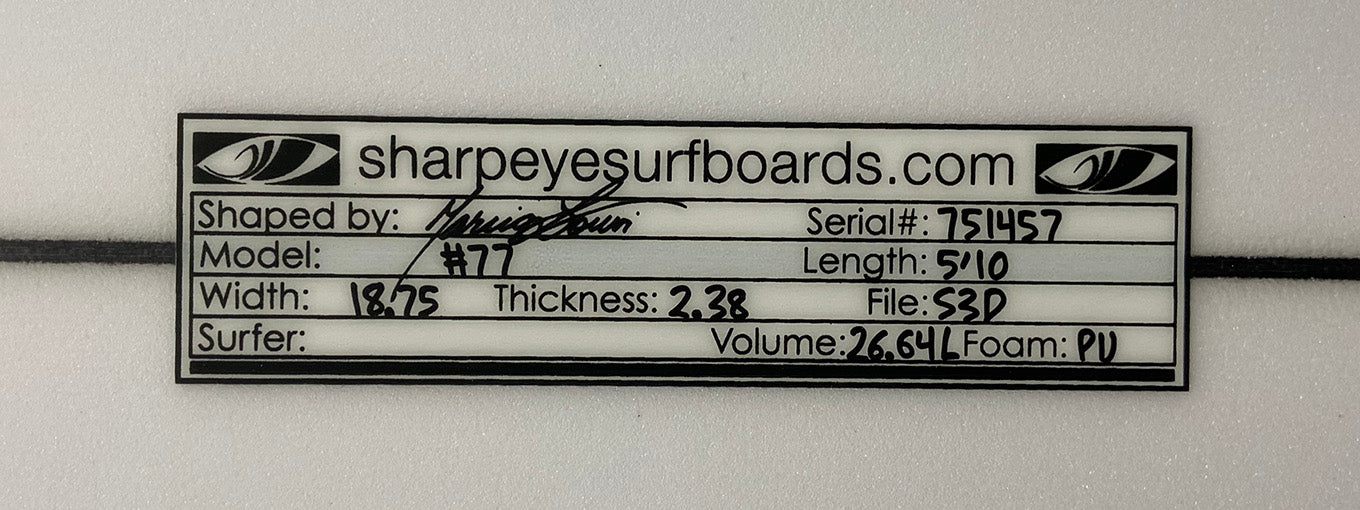 sharpeyesurfboards.com
Shaped by: Serial#: 751457
Model: #77 Length: 5'10
Width: 18.75 Thickness: 2.38 File: S3D
Surfer: Volume: 26.64L Foam: PU